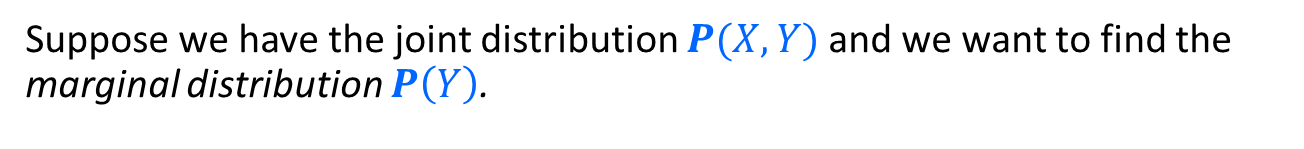 Suppose we have the joint distribution P(X, Y) and we want to find the
marginal distribution P(Y).